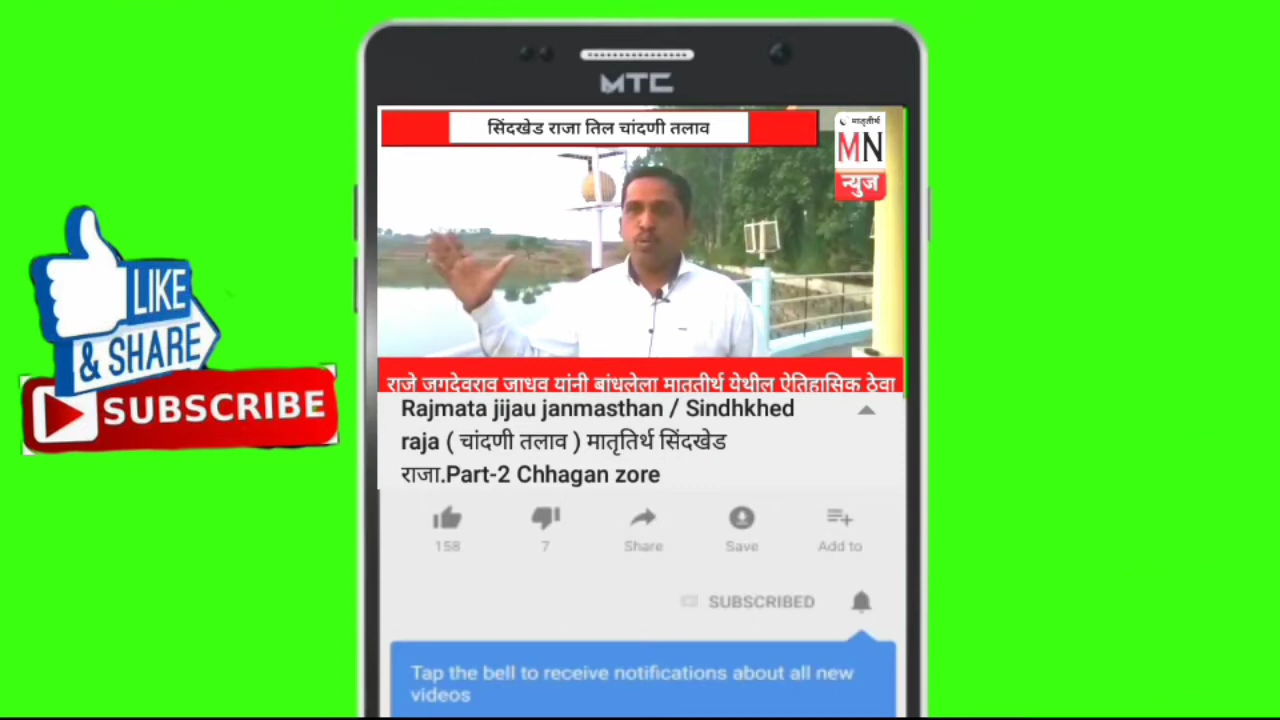 MTC
सिंदखेड राजा तिल चांदणी तलाव
मातृतीर्थ
MN
न्युज
LIKE
& SHARE
SUBSCRIBE
राजे जगदेवराव जाधव यांनी बांधलेला मातृतीर्थ येथील ऐतिहासिक ठेवा
Rajmata jijau janmasthan / Sindhkhed
raja ( चांदणी तलाव ) मातृतिर्थ सिंदखेड
राजा.Part-2 Chhagan zore
158
7
Share
Save
Add to
SUBSCRIBED
Tap the bell to receive notifications about all new
videos